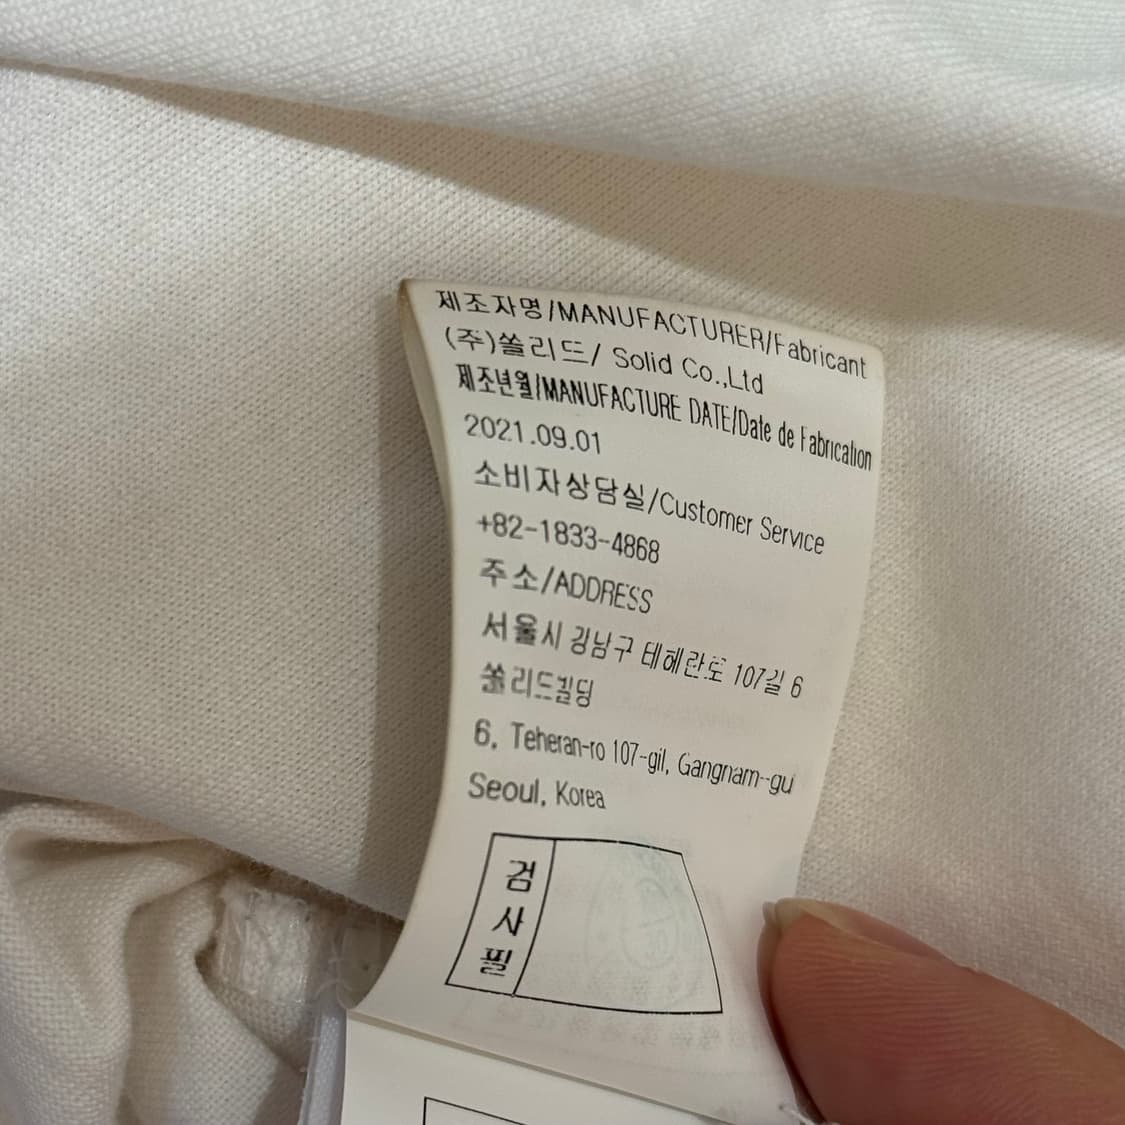 제조자명/MANUFACTURER/Fabricant
(주)쏠리드/ Solid Co.,Ltd
제조년월/MANUFACTURE DATE/Date de Fabrication
2021.09.01
소비자상담실/Customer Service
+82-1833-4868
주소/ADDRESS
서울시 강남구 테헤란로 107길 6
쏠리드빌딩
6, Teheran-ro 107-gil, Gangnam-gu
Seoul, Korea
검
사
필